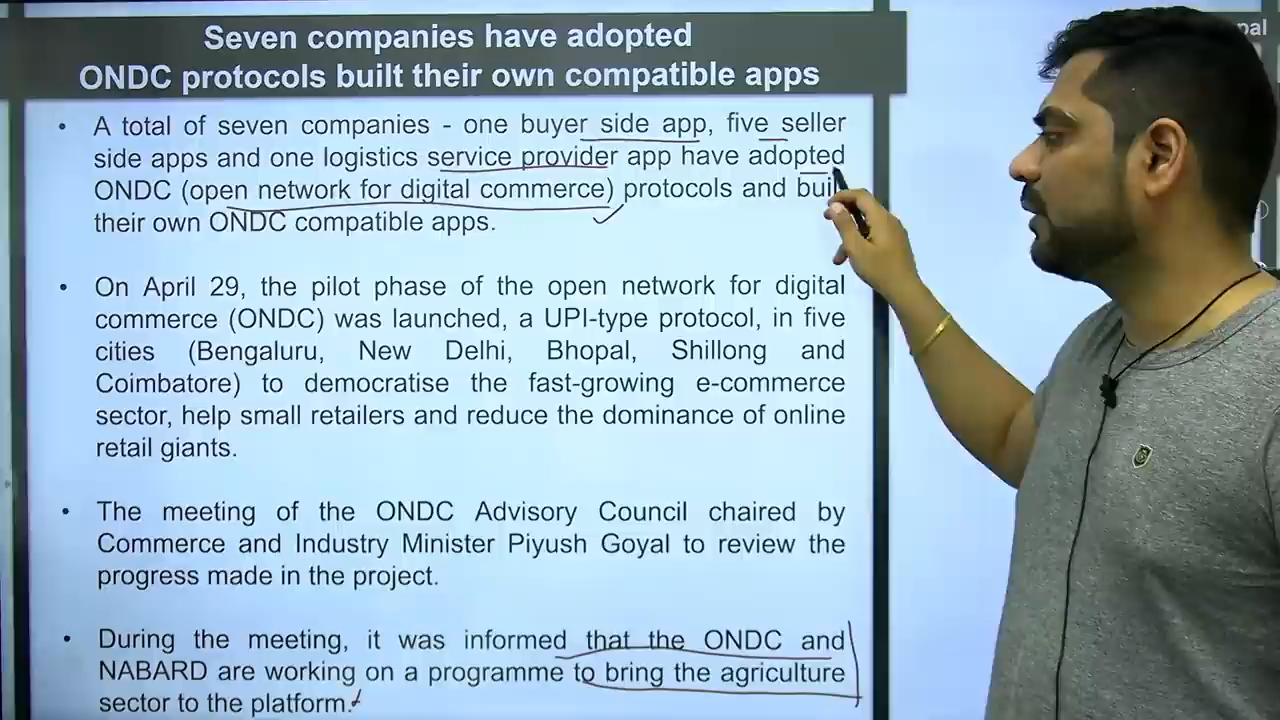 Seven companies have adopted
ONDC protocols built their own compatible apps
• A total of seven companies - one buyer side app, five seller
side apps and one logistics service provider app have adopted
ONDC (open network for digital commerce) protocols and
their own ONDC compatible apps.
• On April 29, the pilot phase of the open network for digital
commerce (ONDC) was launched, a UPI-type protocol, in five
cities (Bengaluru, New Delhi, Bhopal, Shillong and
Coimbatore) to democratise the fast-growing e-commerce
sector, help small retailers and reduce the dominance of online
retail giants.
• The meeting of the ONDC Advisory Council chaired by
Commerce and Industry Minister Piyush Goyal to review the
progress made in the project.
• During the meeting, it was informed that the ONDC and
NABARD are working on a programme to bring the agriculture
sector to the platform.